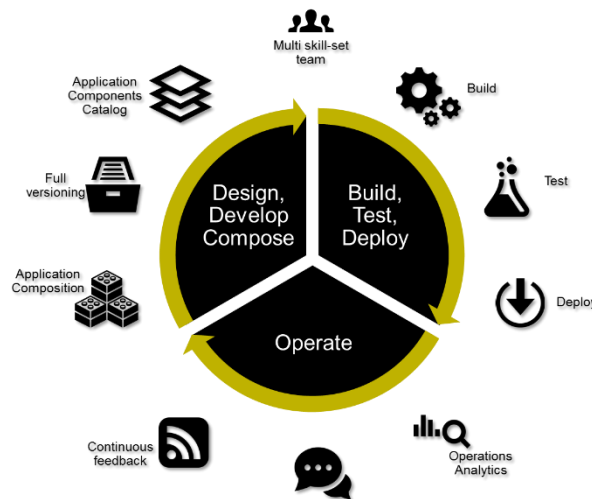 Multi skill-set
team
Application
Components
Catalog
Build
Full
versioning
Design,
Develop
Compose
Build,
Test,
Deploy
Test
Application
Composition
Deploy
Operate
Continuous
feedback
Operations
Analytics